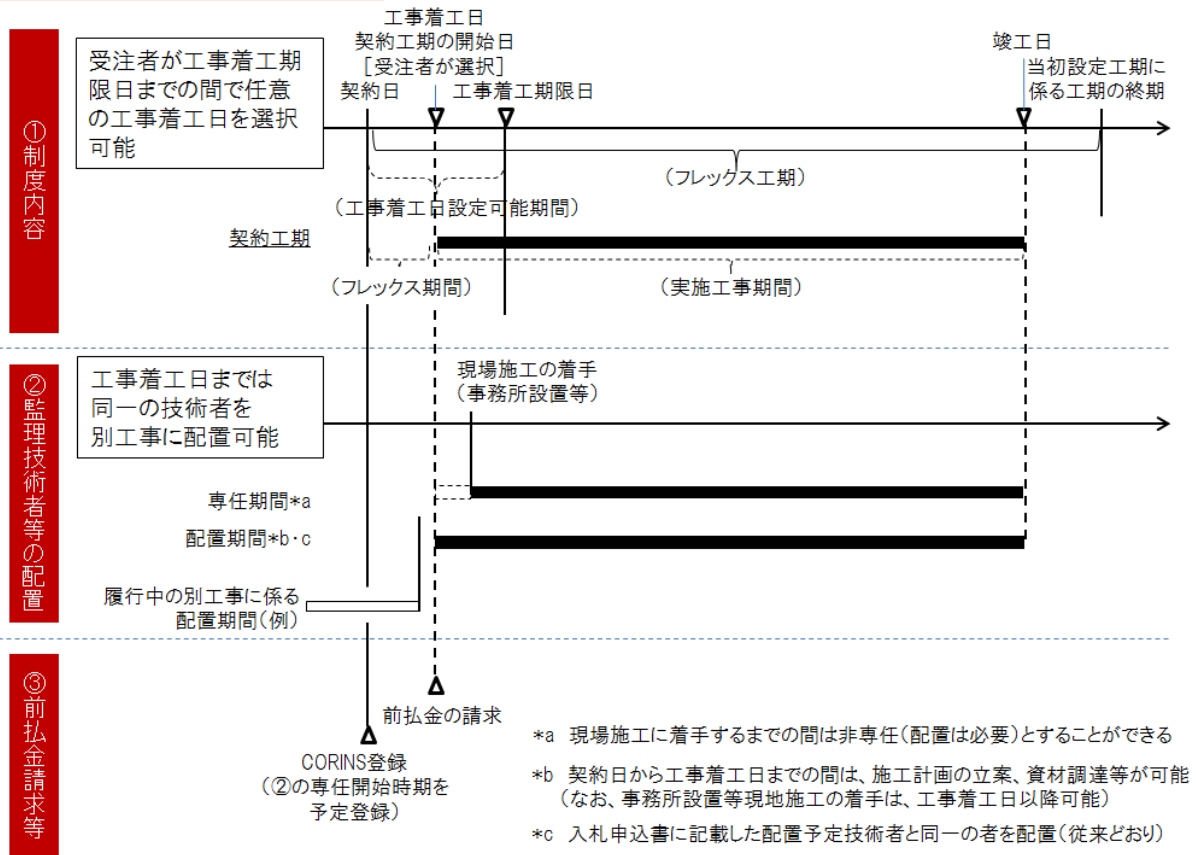 ①制度内容
受注者が工事着工期
限日までの間で任意
の工事着工日を選択
可能
工事着工日
契約工期の開始日
[受注者が選択]
契約日
工事着工期限日
竣工日
当初設定工期に
係る工期の終期
(フレックス工期)
(工事着工日設定可能期間)
契約工期
(フレックス期間)
(実施工事期間)
②監理技術者等の配置
工事着工日までは
同一の技術者を
別工事に配置可能
現場施工の着手
(事務所設置等)
専任期間*a
配置期間*b・c
履行中の別工事に係る
配置期間(例)
③前払金請求等
前払金の請求
CORINS登録
(②の専任開始時期を
予定登録)
*a 現場施工に着手するまでの間は非専任(配置は必要)とすることができる
*b 契約日から工事着工日までの間は、施工計画の立案、資材調達等が可能
(なお、事務所設置等現地施工の着手は、工事着工日以降可能)
*c 入札申込書に記載した配置予定技術者と同一の者を配置(従来どおり)